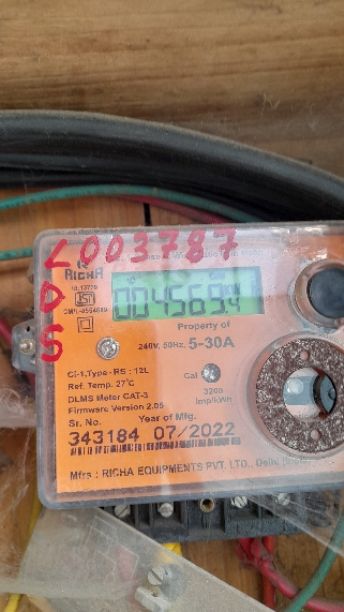 L003787
D
S
RICHA
ISI
004569.4
Property of
240V, 50Hz, 5-30A
Cl-1, Type - RS : 12L
Cal
Ref. Temp. 27°C
3200
imp/kWh
DLMS Meter CAT-3
Firmware Version 2.05
Sr. No. Year of Mfg.
343184 07/2022
Mfrs : RICHA EQUIPMENTS PVT. LTD., Delhi